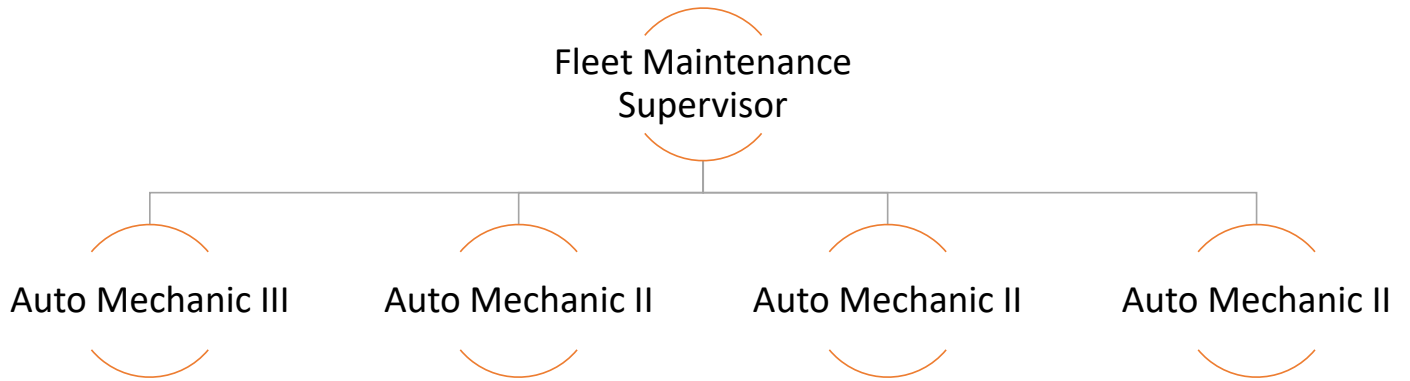 Fleet Maintenance
Supervisor
Auto Mechanic III
Auto Mechanic II
Auto Mechanic II
Auto Mechanic II